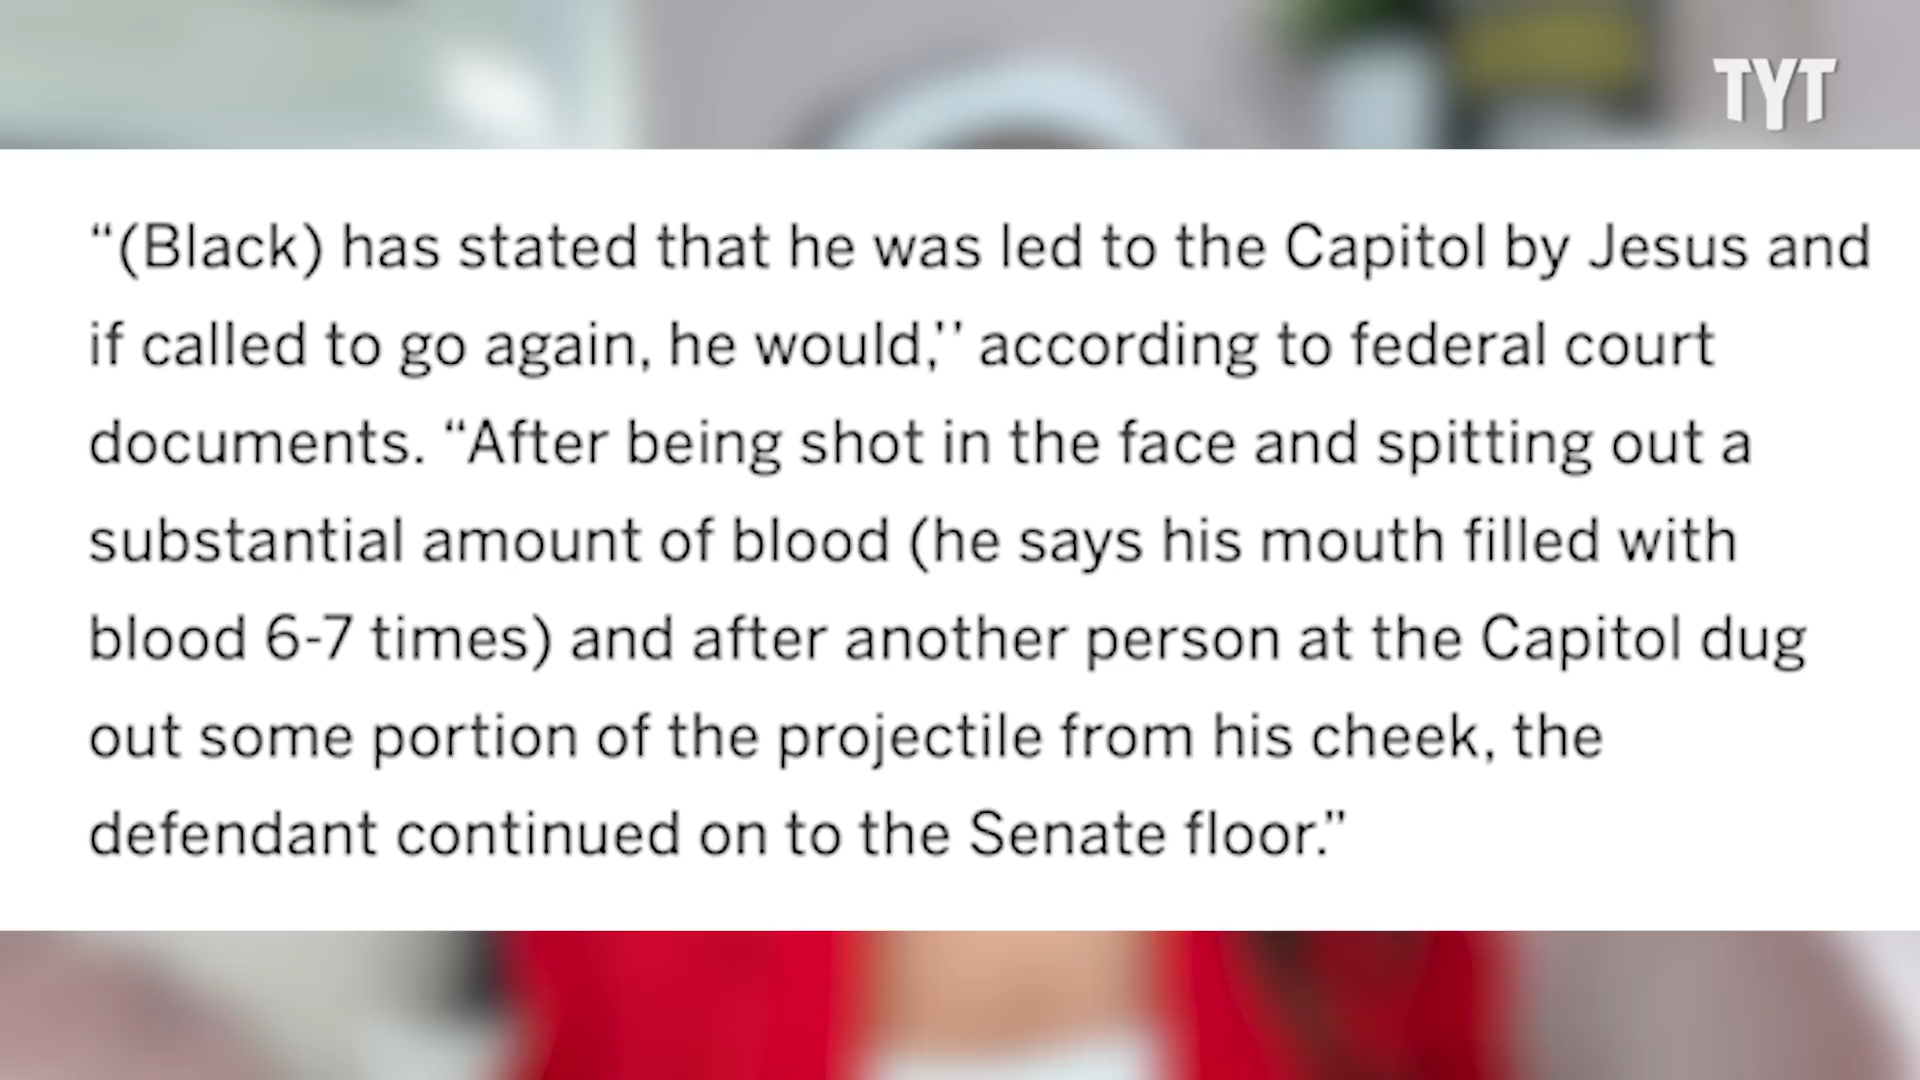 TYT
“(Black) has stated that he was led to the Capitol by Jesus and
if called to go again, he would,’’ according to federal court
documents. “After being shot in the face and spitting out a
substantial amount of blood (he says his mouth filled with
blood 6-7 times) and after another person at the Capitol dug
out some portion of the projectile from his cheek, the
defendant continued on to the Senate floor.”